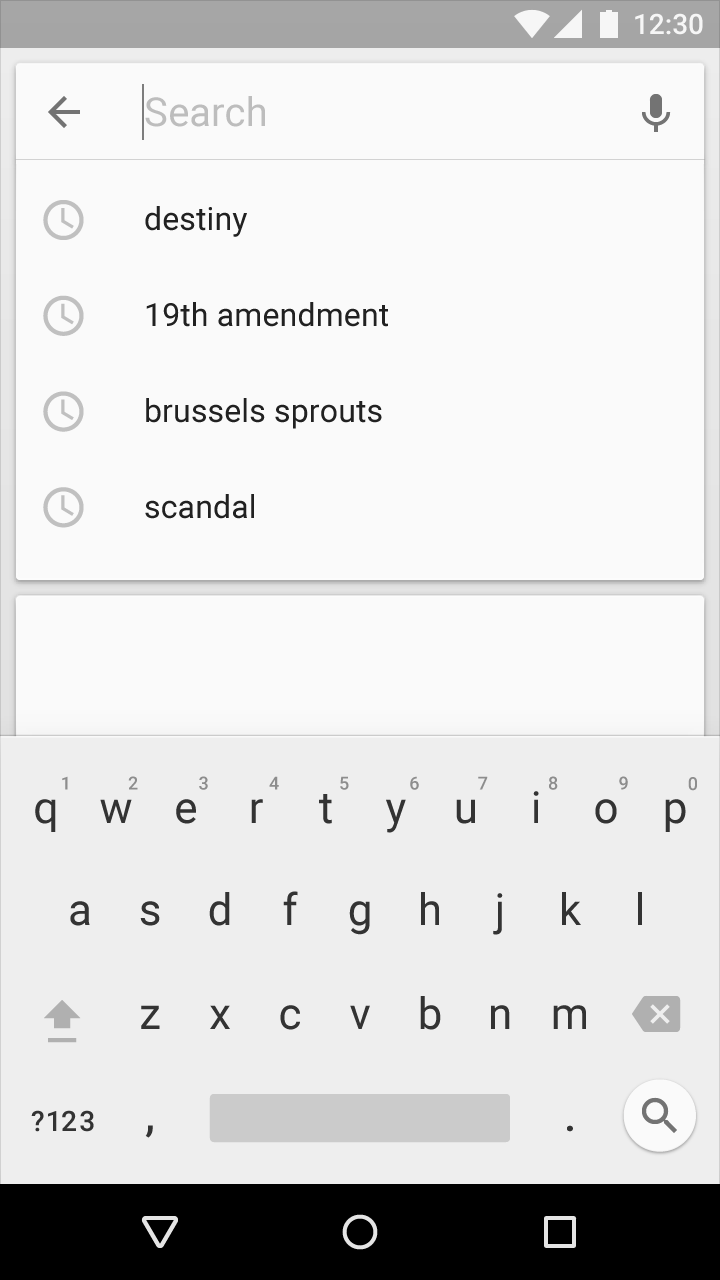 12:30
Search
destiny
19th amendment
brussels sprouts
scandal
1 2 3 4 5 6 7 8 9 0
q w e r t y u i o p
a s d f g h j k l
z x c v b n m
?123 , .